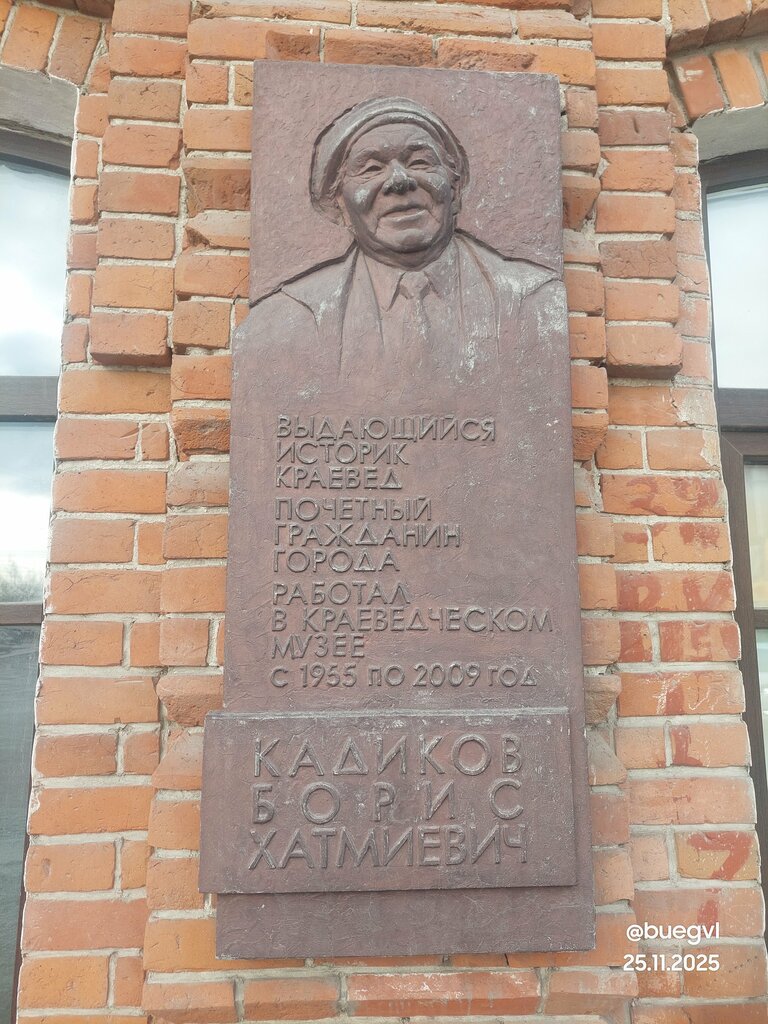 ВЫДАЮЩИЙСЯ
ИСТОРИК
КРАЕВЕД
ПОЧЕТНЫЙ
ГРАЖДАНИН
ГОРОДА
РАБОТАЛ
В КРАЕВЕДЧЕСКОМ
МУЗЕЕ
С 1955 ПО 2009 ГОД
КАДИКОВ
БОРИС
ХАТМИЕВИЧ
@buegvl
25.11.2025